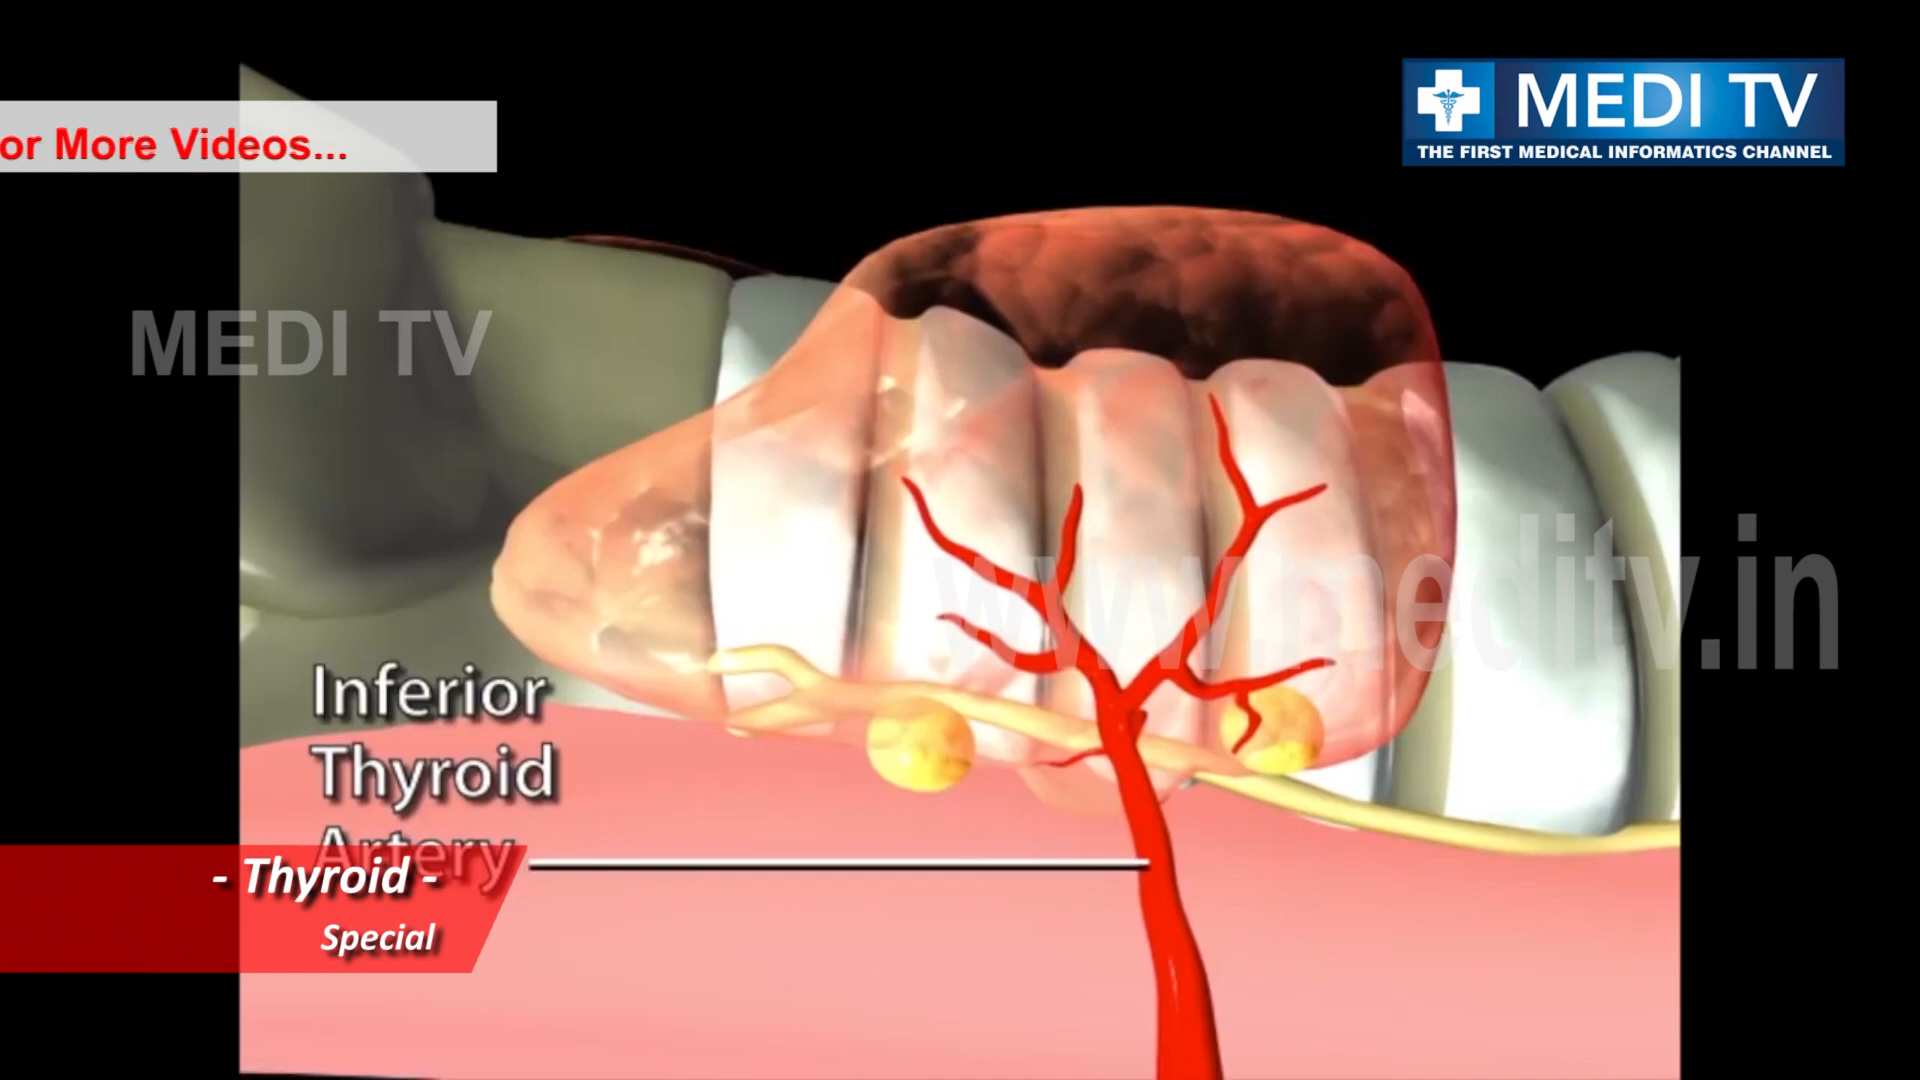 or More Videos...
MEDI TV
THE FIRST MEDICAL INFORMATICS CHANNEL
MEDI TV
www.meditv.in
Inferior
Thyroid
Artery
- Thyroid -
Special